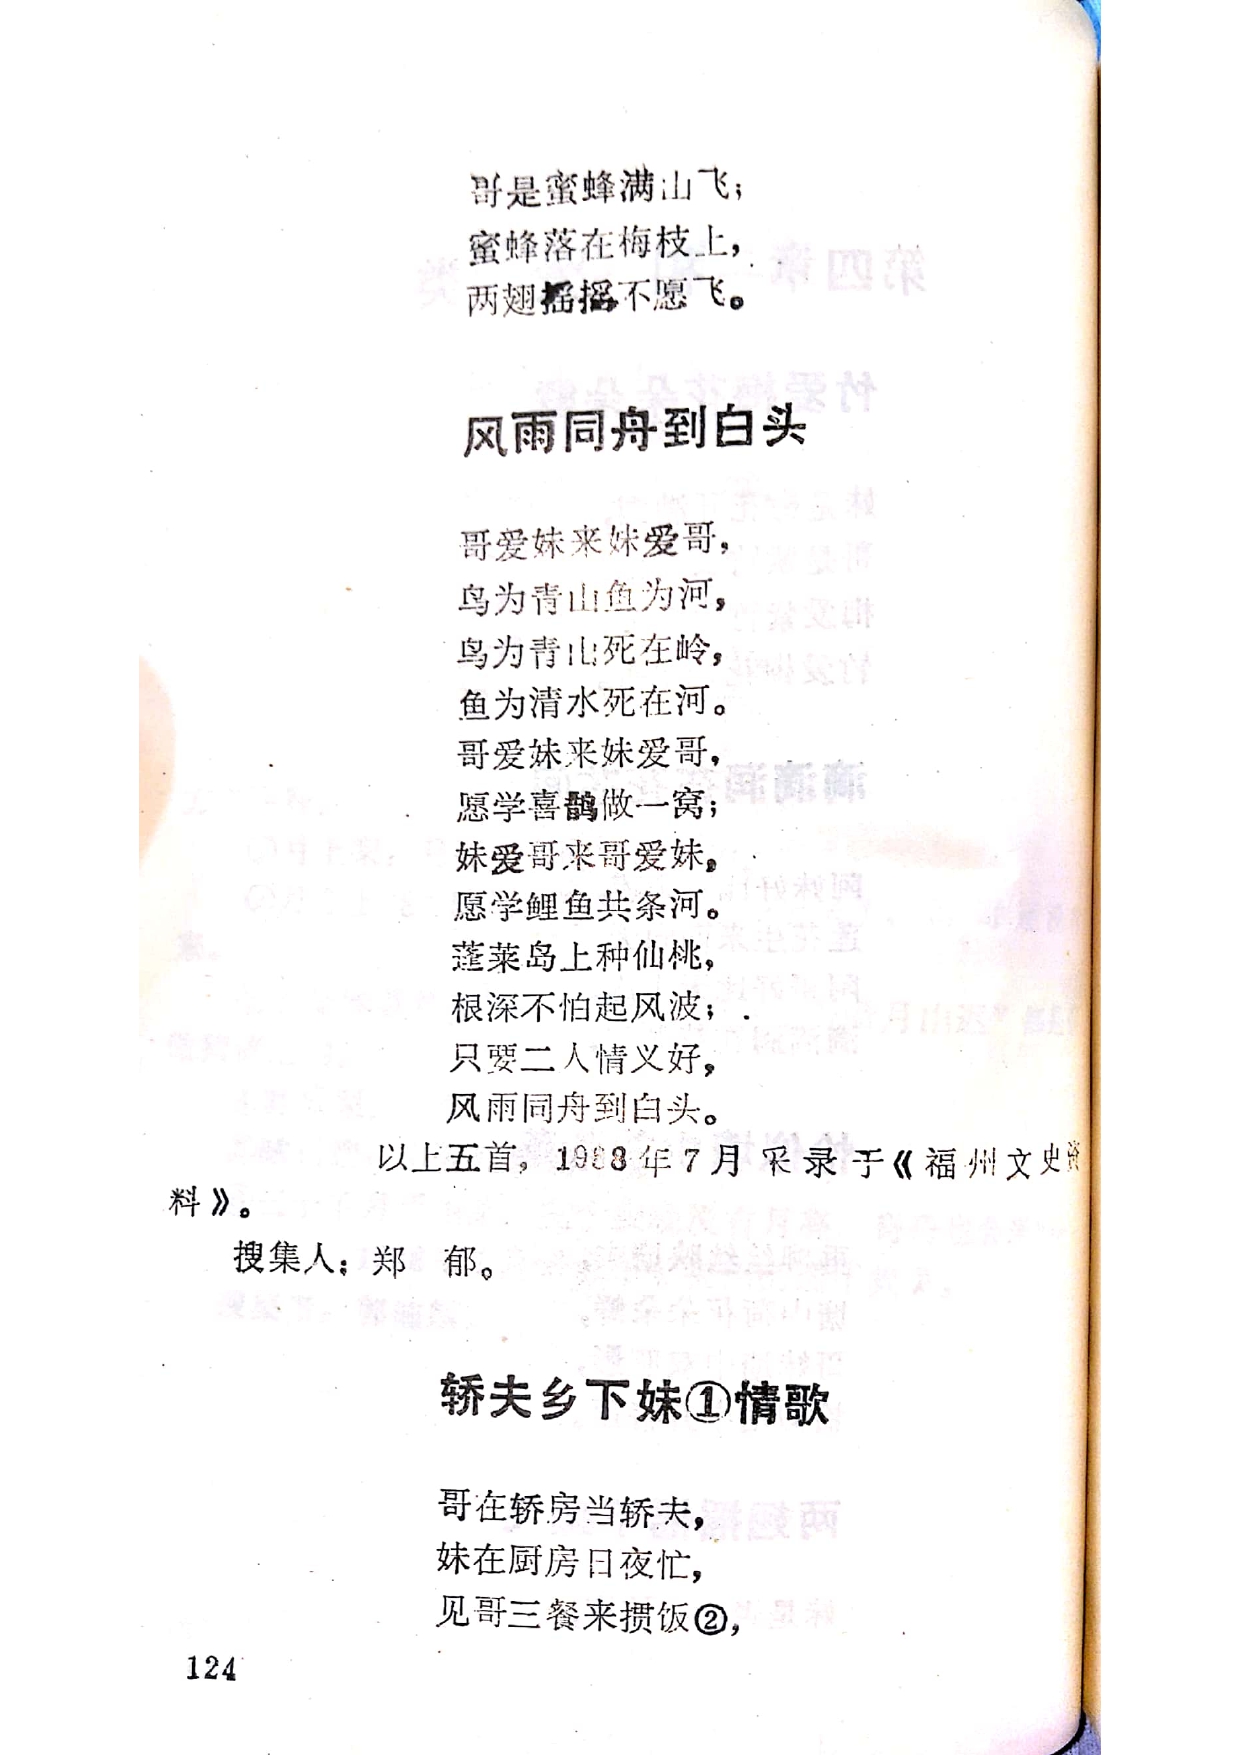 哥是蜜蜂满山飞；
蜜蜂落在梅枝上，
两翅摇摇不愿飞。
风雨同舟到白头
哥爱妹来妹爱哥，
鸟为青山鱼为河，
鸟为青山死在岭，
鱼为清水死在河。
哥爱妹来妹爱哥，
愿学喜鹊做一窝；
妹爱哥来哥爱妹，
愿学鲤鱼共条河。
蓬莱岛上种仙桃，
根深不怕起风波；
只要二人情义好，
风雨同舟到白头。
以上五首，1988年7月采录于《福州文史资
料》。
搜集人：郑　郁。
轿夫乡下妹①情歌
哥在轿房当轿夫，
妹在厨房日夜忙，
见哥三餐来掼饭②，
124